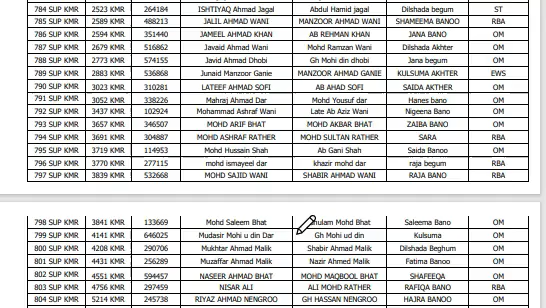 784 SUP KMR 2523 KMR 264184 ISHTIYAQ Ahmad Jagal Abdul Hamid jagal Dilshada begum ST
785 SUP KMR 2589 KMR 488213 JALIL AHMAD WANI MANZOOR AHMAD WANI SHAMEEMA BANOO RBA
786 SUP KMR 2594 KMR 351440 JAMEEL AHMAD KHAN AB REHMAN KHAN JANA BANO OM
787 SUP KMR 2679 KMR 516862 Javaid Ahmad Wani Mohd Ramzan Wani Dilshada Akhter OM
788 SUP KMR 2773 KMR 574155 Javid Ahmad Dhobi Gh Mohi din dhobi Jana begum OM
789 SUP KMR 2883 KMR 536868 Junaid Manzoor Ganie MANZOOR AHMAD GANIE KULSUMA AKHTER EWS
790 SUP KMR 3023 KMR 310281 LATEEF AHMAD SOFI AB AHAD SOFI SAIDA AKTHER OM
791 SUP KMR 3052 KMR 338226 Mahraj Ahmad Dar Mohd Yousuf dar Hanes bano OM
792 SUP KMR 3437 KMR 102924 Mohammad Ashraf Wani Late Ab Aziz Wani Nigeena Bano OM
793 SUP KMR 3657 KMR 346507 MOHD ARIF BHAT MOHD AKBAR BHAT ZAIBA BANO OM
794 SUP KMR 3691 KMR 304887 MOHD ASHRAF RATHER MOHD SULTAN RATHER SARA RBA
795 SUP KMR 3719 KMR 114953 Mohd Hussain Shah Ab Gani Shah Saida Banoo OM
796 SUP KMR 3770 KMR 277115 mohd ismayeel dar khazir mohd dar raja begum RBA
797 SUP KMR 3839 KMR 532668 MOHD SAJID WANI SHABIR AHMAD WANI RAJA BANO RBA
798 SUP KMR 3841 KMR 133669 Mohd Saleem Bhat Ghulam Mohd Bhat Saleema Bano OM
799 SUP KMR 4141 KMR 646025 Mudasir Mohi u din Dar Gh Mohi ud din Kulsuma OM
800 SUP KMR 4208 KMR 290706 Mukhtar Ahmad Malik Shabir Ahmad Malik Dilshada Beghum OM
801 SUP KMR 4431 KMR 256289 Muzaffar Ahmad Malik Nazir Ahmed Malik Fatima Banoo OM
802 SUP KMR 4551 KMR 594457 NASEER AHMAD BHAT MOHD MAQBOOL BHAT SHAFEEQA OM
803 SUP KMR 4756 KMR 297459 NISAR ALI ALI MOHD RATHER RAFIQA BANO RBA
804 SUP KMR 5214 KMR 245738 RIYAZ AHMAD NENGROO GH HASSAN NENGROO HAJRA BANOO OM